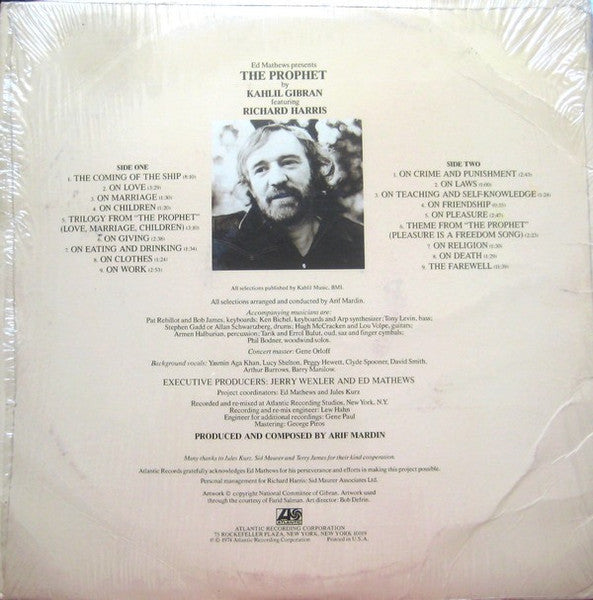 Ed Mathews presents
THE PROPHET
by
KAHLIL GIBRAN
featuring
RICHARD HARRIS
SIDE ONE
1. THE COMING OF THE SHIP (8:10)
2. ON LOVE (3:29)
3. ON MARRIAGE (1:30)
4. ON CHILDREN (1:20)
5. TRILOGY FROM "THE PROPHET"
(LOVE, MARRIAGE, CHILDREN) (3:10)
6. ON GIVING (2:38)
7. ON EATING AND DRINKING (1:34)
8. ON CLOTHES (1:24)
9. ON WORK (2:53)
SIDE TWO
1. ON CRIME AND PUNISHMENT (2:43)
2. ON LAWS (1:00)
3. ON TEACHING AND SELF-KNOWLEDGE (1:28)
4. ON FRIENDSHIP (0:35)
5. ON PLEASURE (2:40)
6. THEME FROM "THE PROPHET"
(PLEASURE IS A FREEDOM SONG) (2:23)
7. ON RELIGION (1:30)
8. ON DEATH (1:29)
9. THE FAREWELL (11:39)
All selections published by Kahlil Music, BMI.
All selections arranged and conducted by Arif Mardin.
Accompanying musicians are:
Pat Rebillot and Bob James, keyboards; Ken Bichel, keyboards and Arp synthesizer; Tony Levin, bass;
Stephen Gadd or Allan Schwartzberg, drums; Hugh McCracken and Lou Volpe, guitars;
Armen Halburian, percussion; Tarik and Errol Bulut, oud, saz and finger cymbals;
Phil Bodner, woodwind solos.
Concert master: Gene Orloff
Background vocals: Yasmin Aga Khan, Lucy Shelton, Peggy Hewett, Clyde Spooner, David Smith,
Arthur Burrows, Barry Manilow.
EXECUTIVE PRODUCERS: JERRY WEXLER AND ED MATHEWS
Project coordinators: Ed Mathews and Jules Kurz
Recorded and re-mixed at Atlantic Recording Studios, New York, N.Y.
Recording and re-mix engineer: Lew Hahn
Engineer for additional recordings: Gene Paul
Mastering: George Piros
PRODUCED AND COMPOSED BY ARIF MARDIN
Many thanks to Jules Kurz, Sid Maurer and Terry James for their kind cooperation.
Atlantic Records gratefully acknowledges Ed Mathews for his perseverance and efforts in making this project possible.
Personal management for Richard Harris: Sid Maurer Associates Ltd.
Artwork © copyright National Committee of Gibran. Artwork used
through the courtesy of Farid Salman. Art director: Bob Defrin.
ATLANTIC RECORDING CORPORATION
75 ROCKEFELLER PLAZA, NEW YORK, NEW YORK 10019
℗ © 1974 Atlantic Recording Corporation Printed in U.S.A.